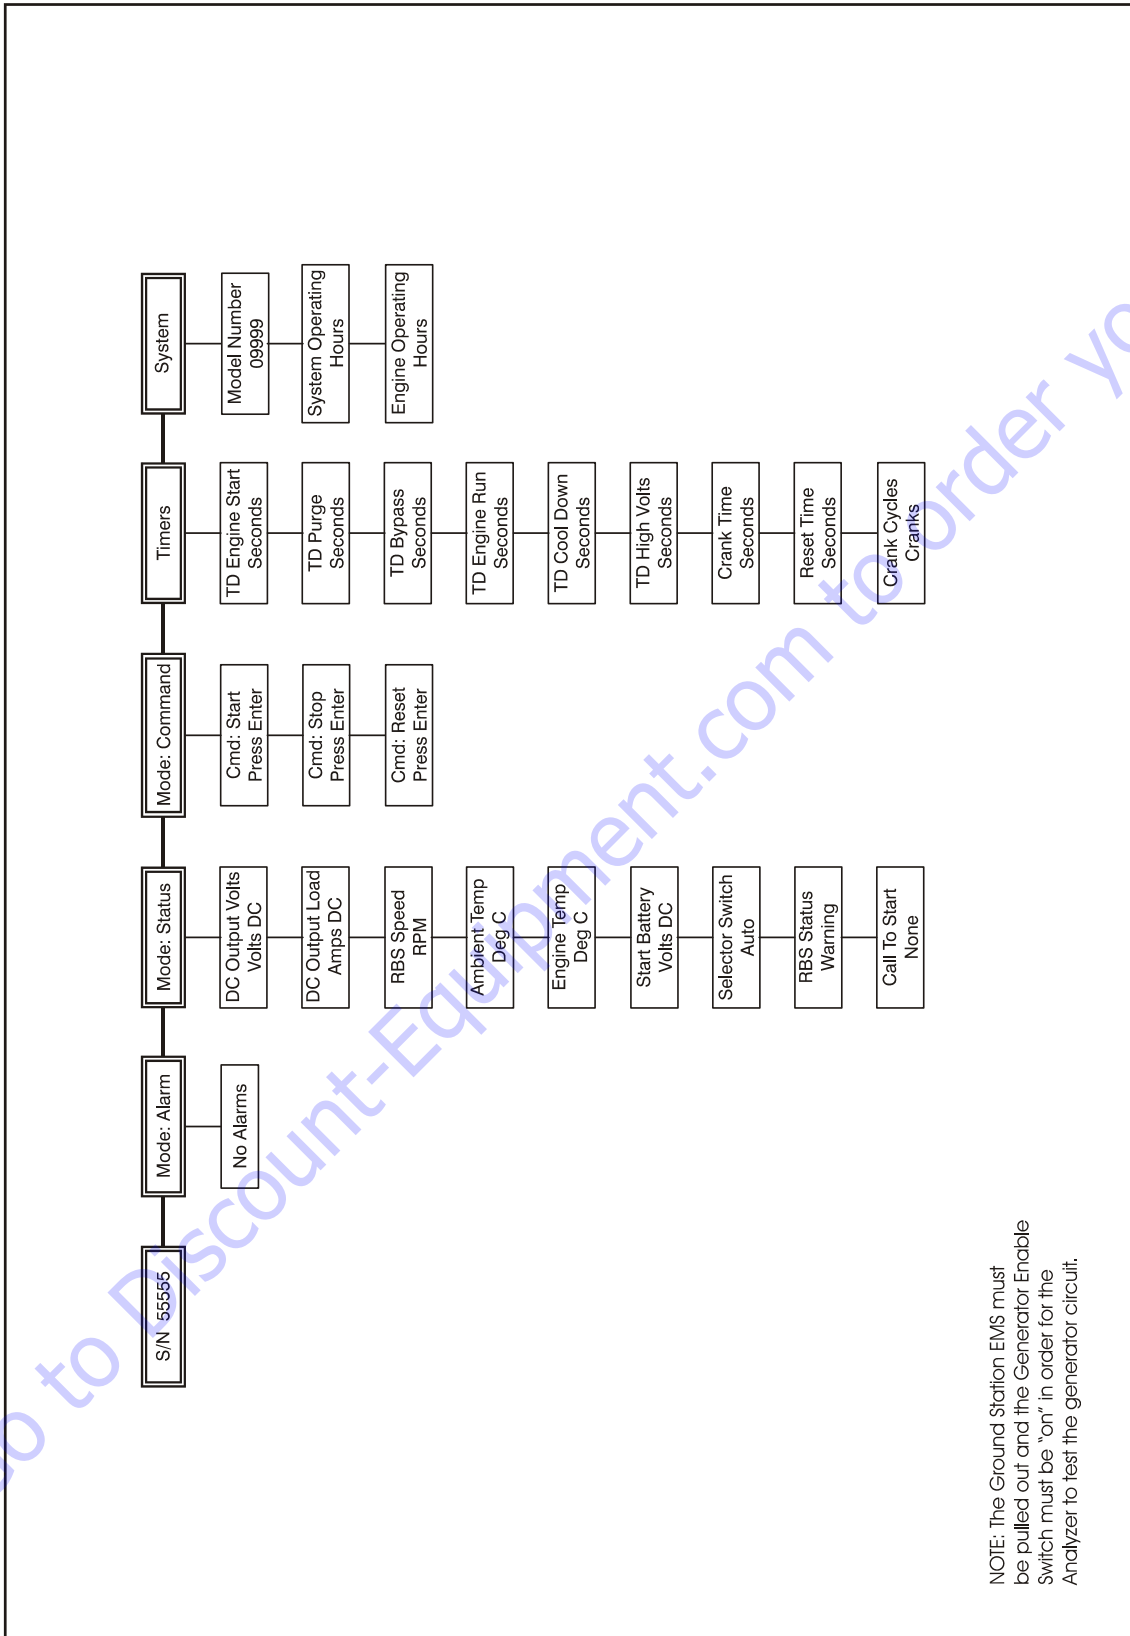 S/N 55555
Mode: Alarm
No Alarms
Mode: Status
DC Output Volts
Volts DC
DC Output Load
Amps DC
RBS Speed
RPM
Ambient Temp
Deg C
Engine Temp
Deg C
Start Battery
Volts DC
Selector Switch
Auto
RBS Status
Warning
Call To Start
None
Mode: Command
Cmd: Start
Press Enter
Cmd: Stop
Press Enter
Cmd: Reset
Press Enter
Timers
TD Engine Start
Seconds
TD Purge
Seconds
TD Bypass
Seconds
TD Engine Run
Seconds
TD Cool Down
Seconds
TD High Volts
Seconds
Crank Time
Seconds
Reset Time
Seconds
Crank Cycles
Cranks
System
Model Number
09999
System Operating
Hours
Engine Operating
Hours
NOTE: The Ground Station EMS must
be pulled out and the Generator Enable
Switch must be "on" in order for the
Analyzer to test the generator circuit.
to Discount-Equipment.com to order